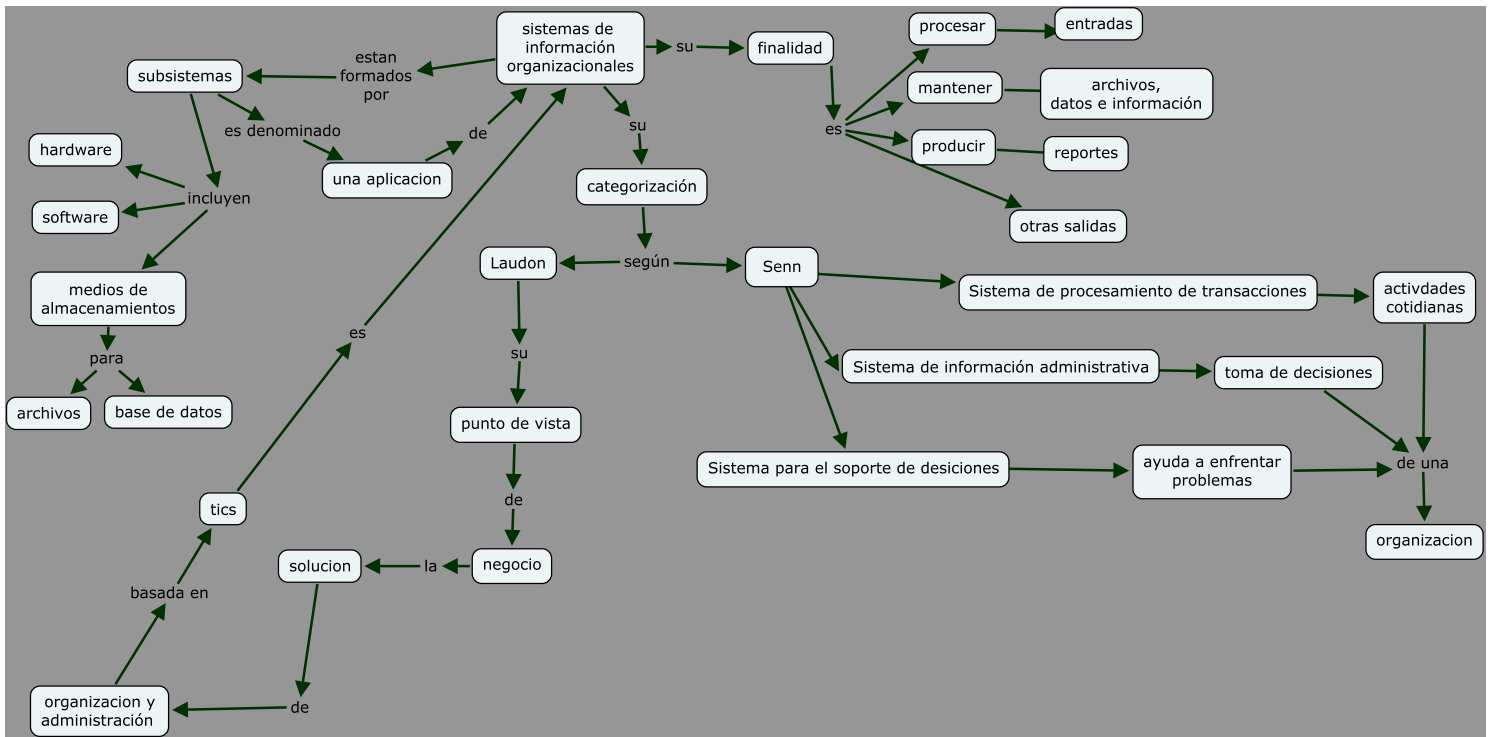 sistemas de
información
organizacionales
su
finalidad
es
procesar
entradas
mantener
archivos,
datos e información
producir
reportes
otras salidas
estan
formados
por
subsistemas
es denominado
una aplicacion
de
incluyen
hardware
software
medios de
almacenamientos
para
archivos
base de datos
su
categorización
según
Laudon
su
punto de vista
de
negocio
la
solucion
de
organizacion y
administración
basada en
tics
es
Senn
Sistema de procesamiento de transacciones
activdades
cotidianas
Sistema de información administrativa
toma de decisiones
Sistema para el soporte de desiciones
ayuda a enfrentar
problemas
de una
organizacion